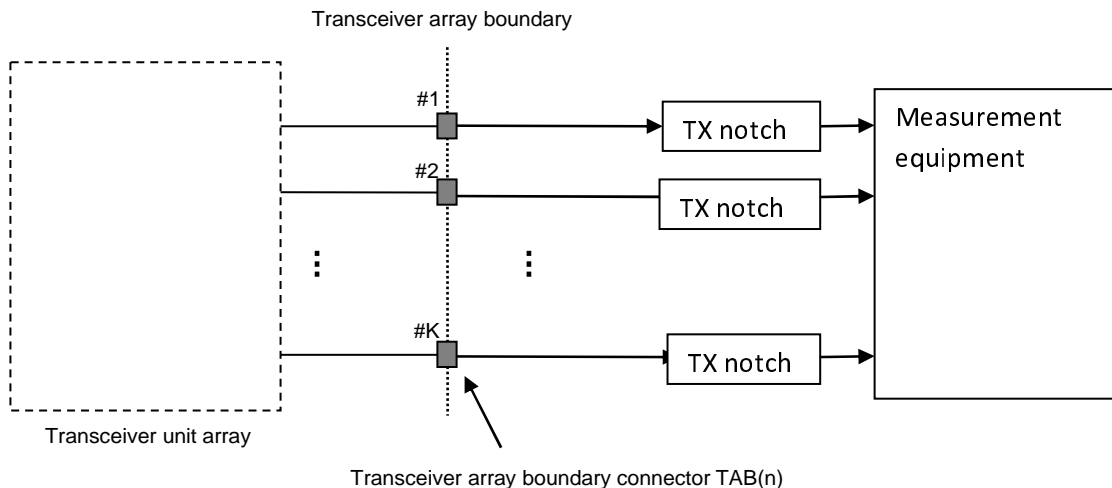 Transceiver array boundary
#1
TX notch
Measurement
equipment
#2
TX notch
#K
TX notch
Transceiver unit array
Transceiver array boundary connector TAB(n)